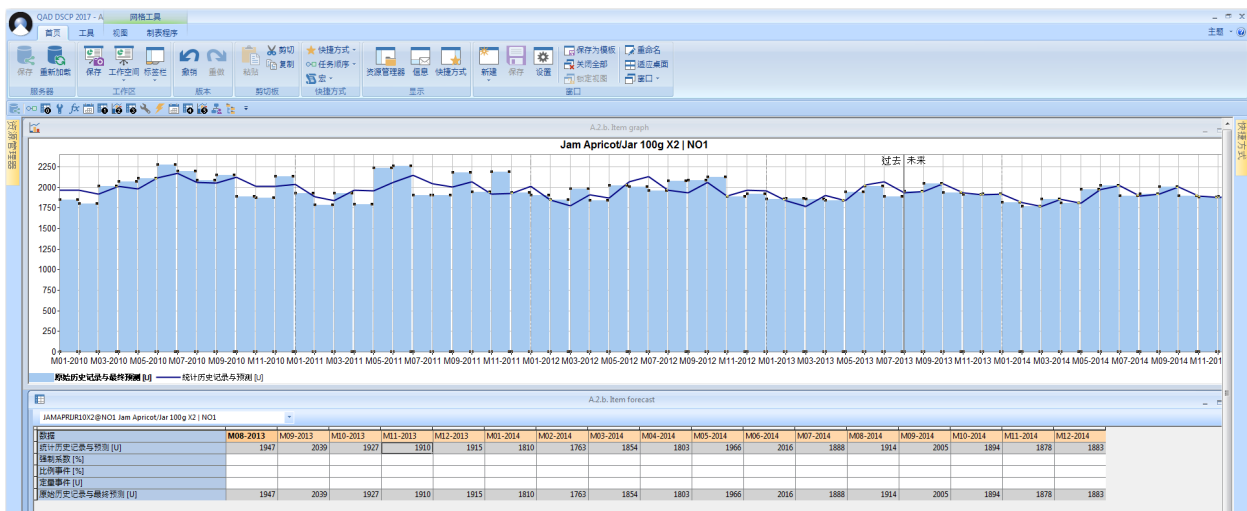 QAD DSCP 2017 - A 网格工具
首页 工具 视图 制表程序 主题
保存 重新加载 保存 工作空间 标签栏 撤销 重做 粘贴 剪切 复制 快捷方式 任务顺序 宏 资源管理器 信息 快捷方式 新建 保存 设置 保存为模板 关闭全部 锁定视图 重命名 适应桌面 窗口
服务器 工作区 版本 剪切板 快捷方式 显示 窗口
资源管理器
快捷方式
A.2.b. Item graph
Jam Apricot/Jar 100g X2 | NO1
过去 未来
2250
2000
1750
1500
1250
1000
750
500
250
0
M01-2010 M03-2010 M05-2010 M07-2010 M09-2010 M11-2010 M01-2011 M03-2011 M05-2011 M07-2011 M09-2011 M11-2011 M01-2012 M03-2012 M05-2012 M07-2012 M09-2012 M11-2012 M01-2013 M03-2013 M05-2013 M07-2013 M09-2013 M11-2013 M01-2014 M03-2014 M05-2014 M07-2014 M09-2014 M11-201
原始历史记录与最终预测 [U] 统计历史记录与预测 [U]
A.2.b. Item forecast
JAMAPRIJR10X2@NO1 Jam Apricot/Jar 100g X2 | NO1
数据 M08-2013 M09-2013 M10-2013 M11-2013 M12-2013 M01-2014 M02-2014 M03-2014 M04-2014 M05-2014 M06-2014 M07-2014 M08-2014 M09-2014 M10-2014 M11-2014 M12-2014
统计历史记录与预测 [U] 1947 2039 1927 1910 1915 1810 1763 1854 1803 1966 2016 1888 1914 2005 1894 1878 1883
强制系数 [%]
比例事件 [%]
定量事件 [U]
原始历史记录与最终预测 [U] 1947 2039 1927 1910 1915 1810 1763 1854 1803 1966 2016 1888 1914 2005 1894 1878 1883